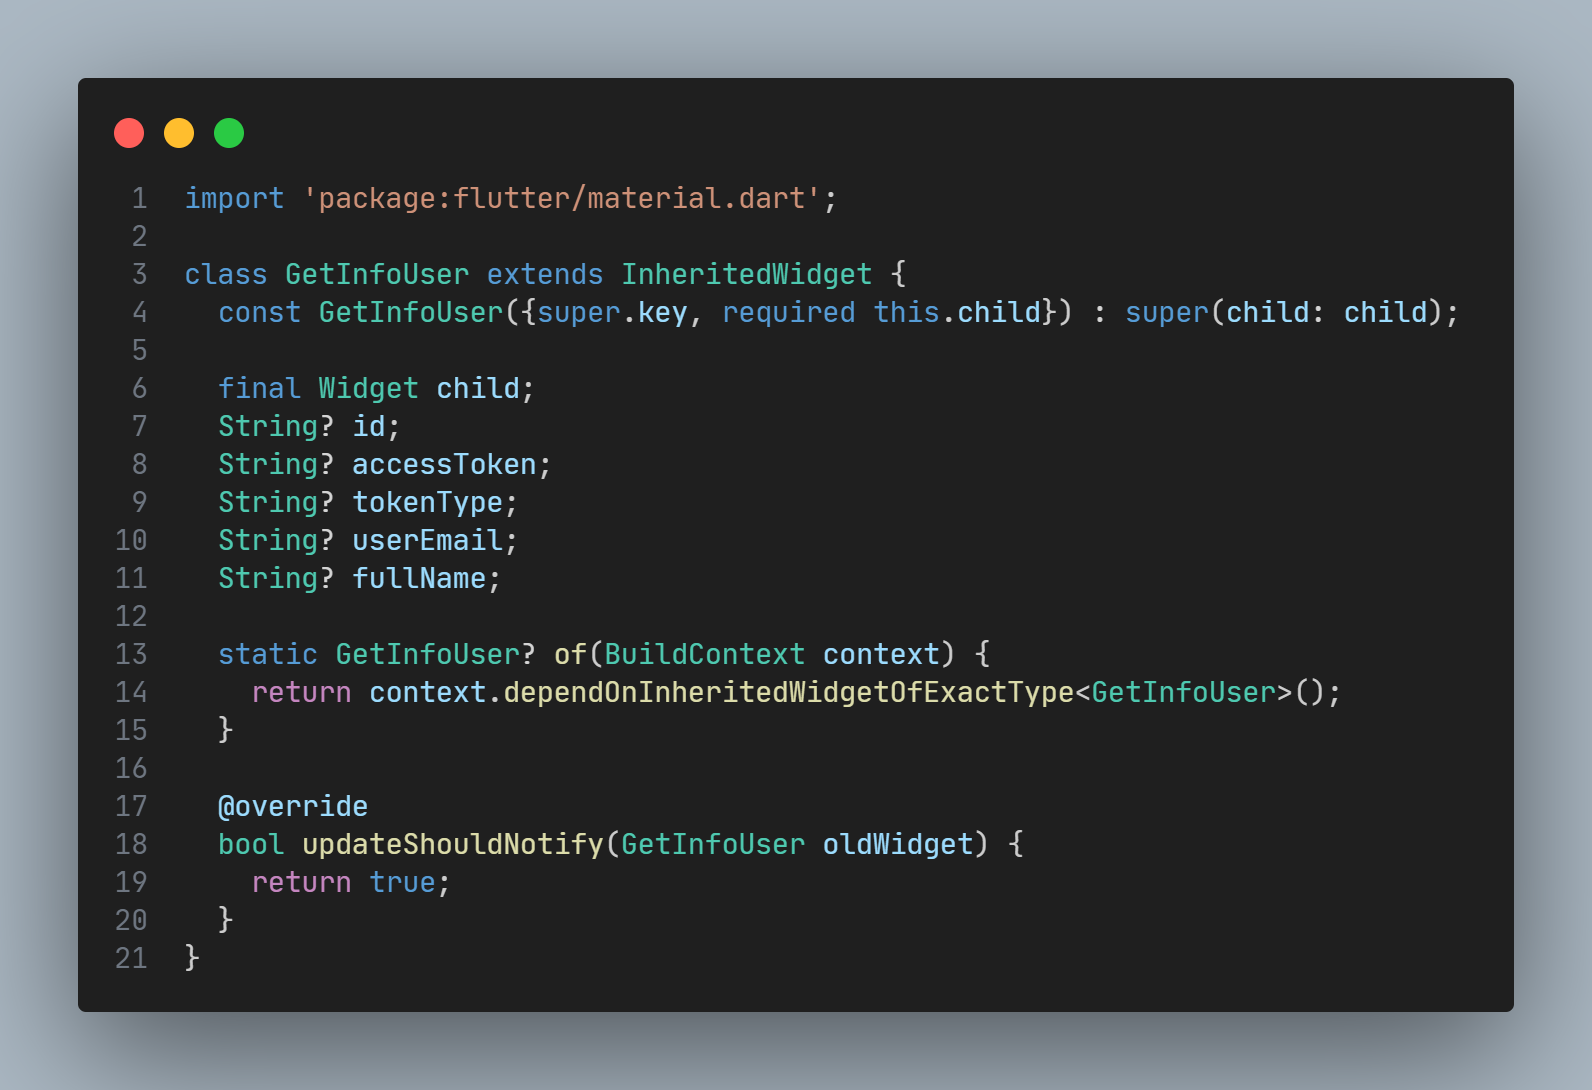 1 import 'package:flutter/material.dart';
2
3 class GetInfoUser extends InheritedWidget {
4   const GetInfoUser({super.key, required this.child}) : super(child: child);
5
6   final Widget child;
7   String? id;
8   String? accessToken;
9   String? tokenType;
10   String? userEmail;
11   String? fullName;
12
13   static GetInfoUser? of(BuildContext context) {
14     return context.dependOnInheritedWidgetOfExactType<GetInfoUser>();
15   }
16
17   @override
18   bool updateShouldNotify(GetInfoUser oldWidget) {
19     return true;
20   }
21 }